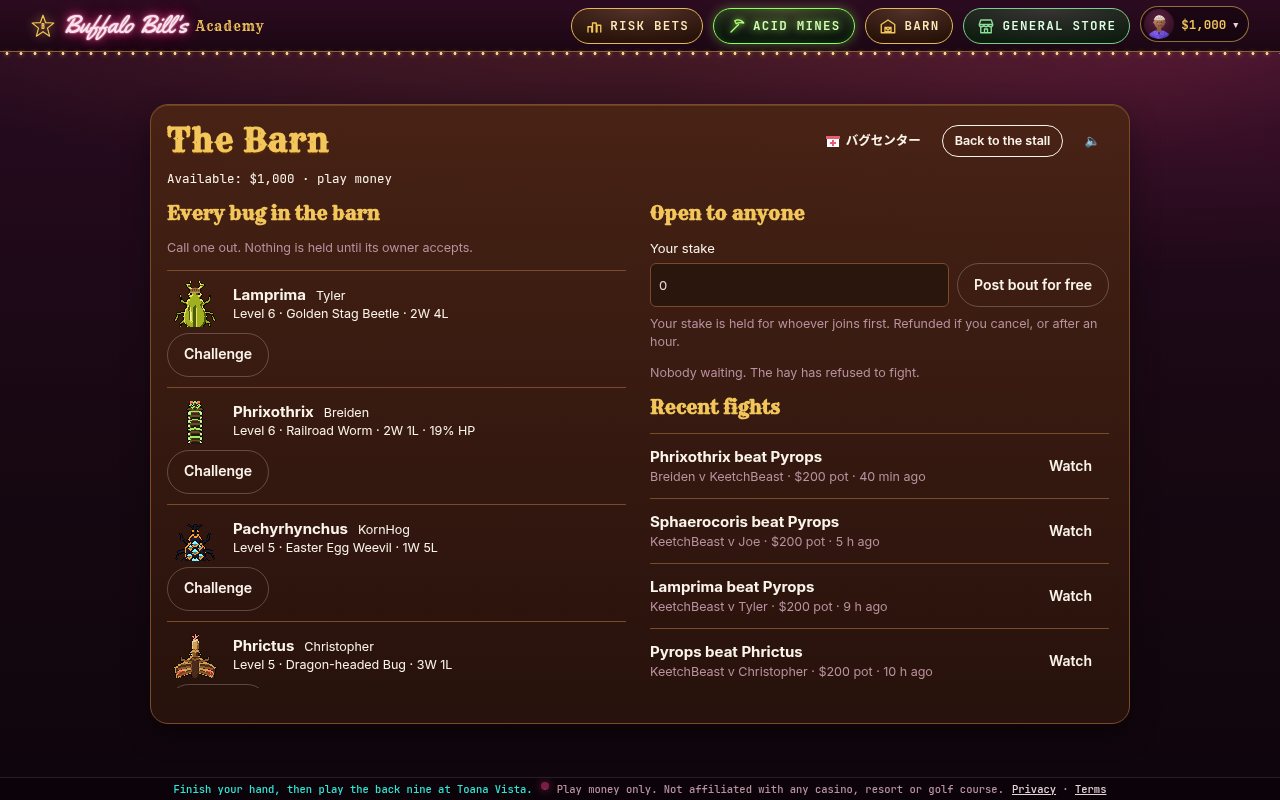 Buffalo Bill's Academy
RISK BETS
ACID MINES
BARN
GENERAL STORE
$1,000 ▾
The Barn
バグセンター
Back to the stall
Available: $1,000 · play money
Every bug in the barn
Call one out. Nothing is held until its owner accepts.
Lamprima Tyler
Level 6 · Golden Stag Beetle · 2W 4L
Challenge
Phrixothrix Breiden
Level 6 · Railroad Worm · 2W 1L · 19% HP
Challenge
Pachyrhynchus KornHog
Level 5 · Easter Egg Weevil · 1W 5L
Challenge
Phrictus Christopher
Level 5 · Dragon-headed Bug · 3W 1L
Open to anyone
Your stake
0
Post bout for free
Your stake is held for whoever joins first. Refunded if you cancel, or after an
hour.
Nobody waiting. The hay has refused to fight.
Recent fights
Phrixothrix beat Pyrops
Breiden v KeetchBeast · $200 pot · 40 min ago
Watch
Sphaerocoris beat Pyrops
KeetchBeast v Joe · $200 pot · 5 h ago
Watch
Lamprima beat Pyrops
KeetchBeast v Tyler · $200 pot · 9 h ago
Watch
Pyrops beat Phrictus
KeetchBeast v Christopher · $200 pot · 10 h ago
Watch
Finish your hand, then play the back nine at Toana Vista.
Play money only. Not affiliated with any casino, resort or golf course. Privacy · Terms